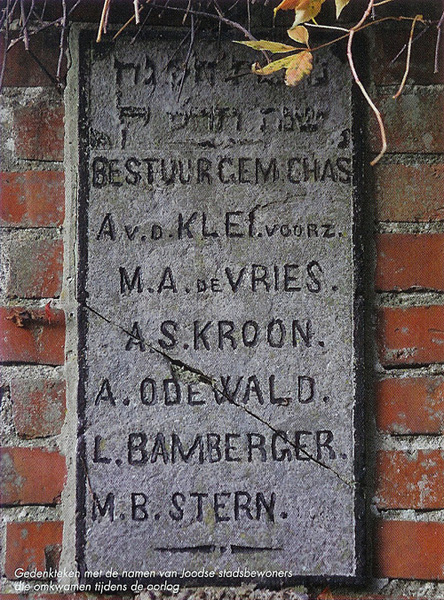 BESTUUR GEM. CHAS
A V.D. KLEI. VOORZ.
M.A. DE VRIES.
A.S. KROON.
A. ODEWALD.
L. BAMBERGER.
M.B. STERN.
Gedenkteken met de namen van Joodse stadsbewoners
die omkwamen tijdens de oorlog